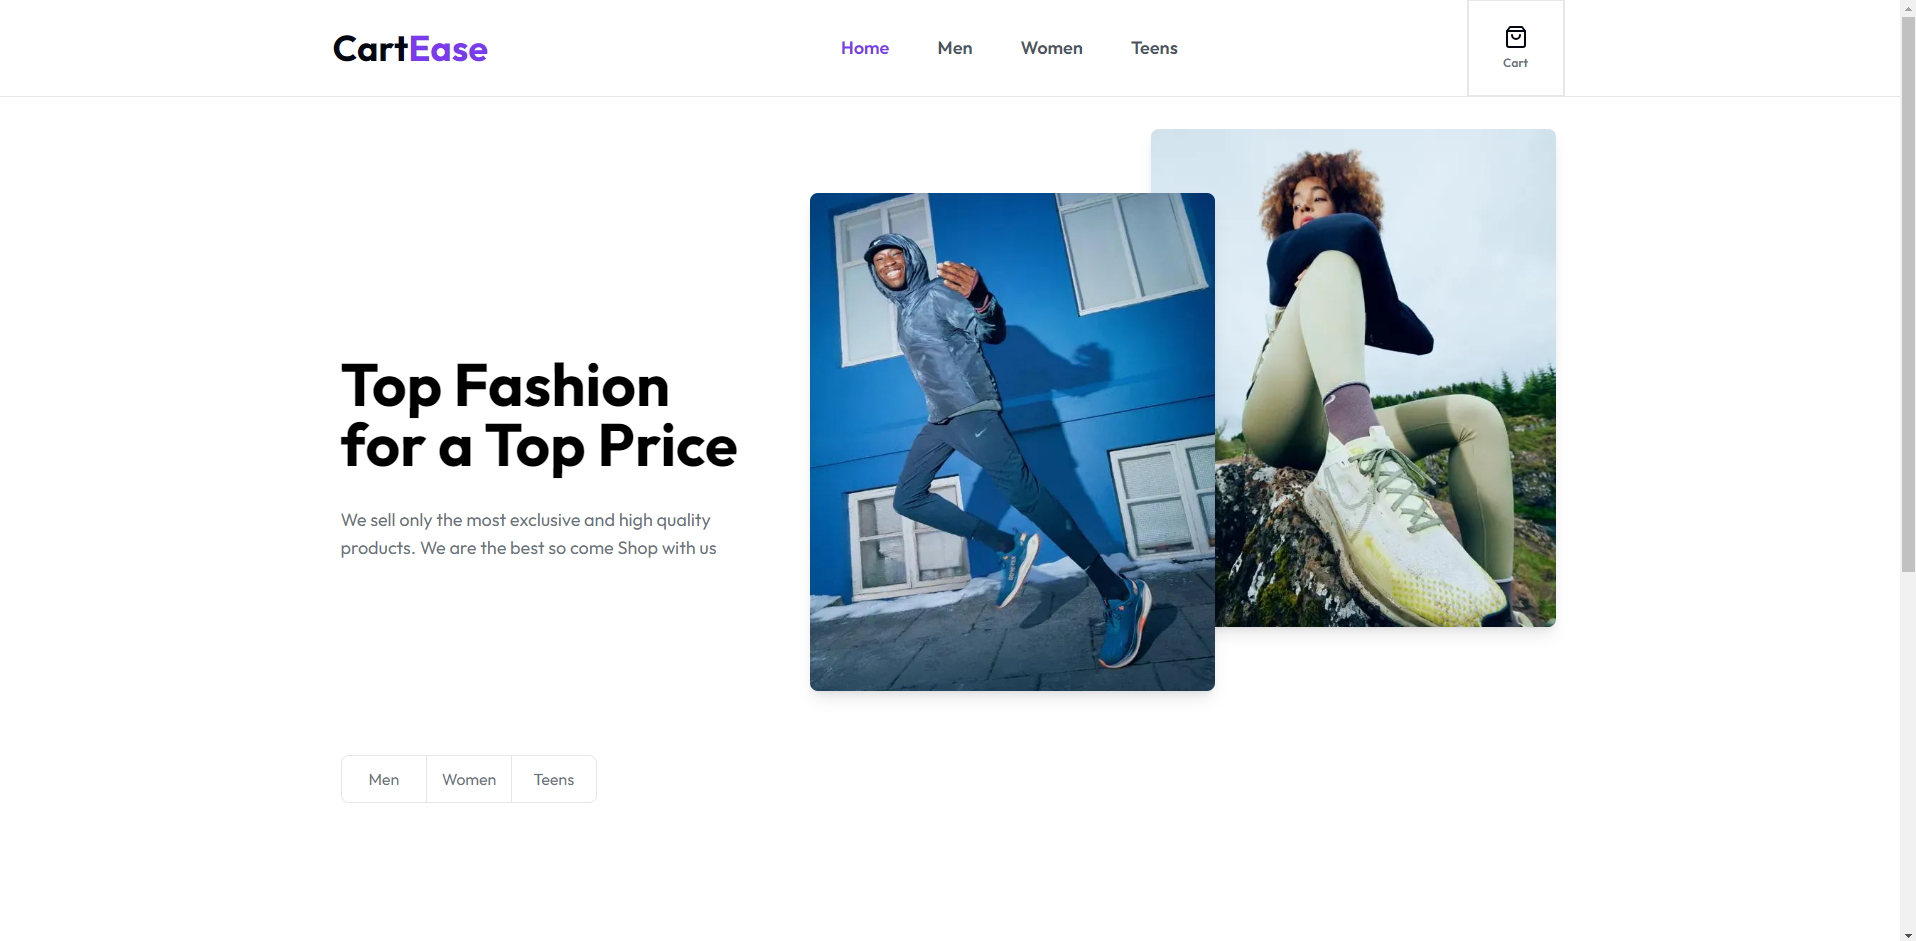 CartEase
Home Men Women Teens
Cart
Top Fashion
for a Top Price
We sell only the most exclusive and high quality
products. We are the best so come Shop with us
Men Women Teens